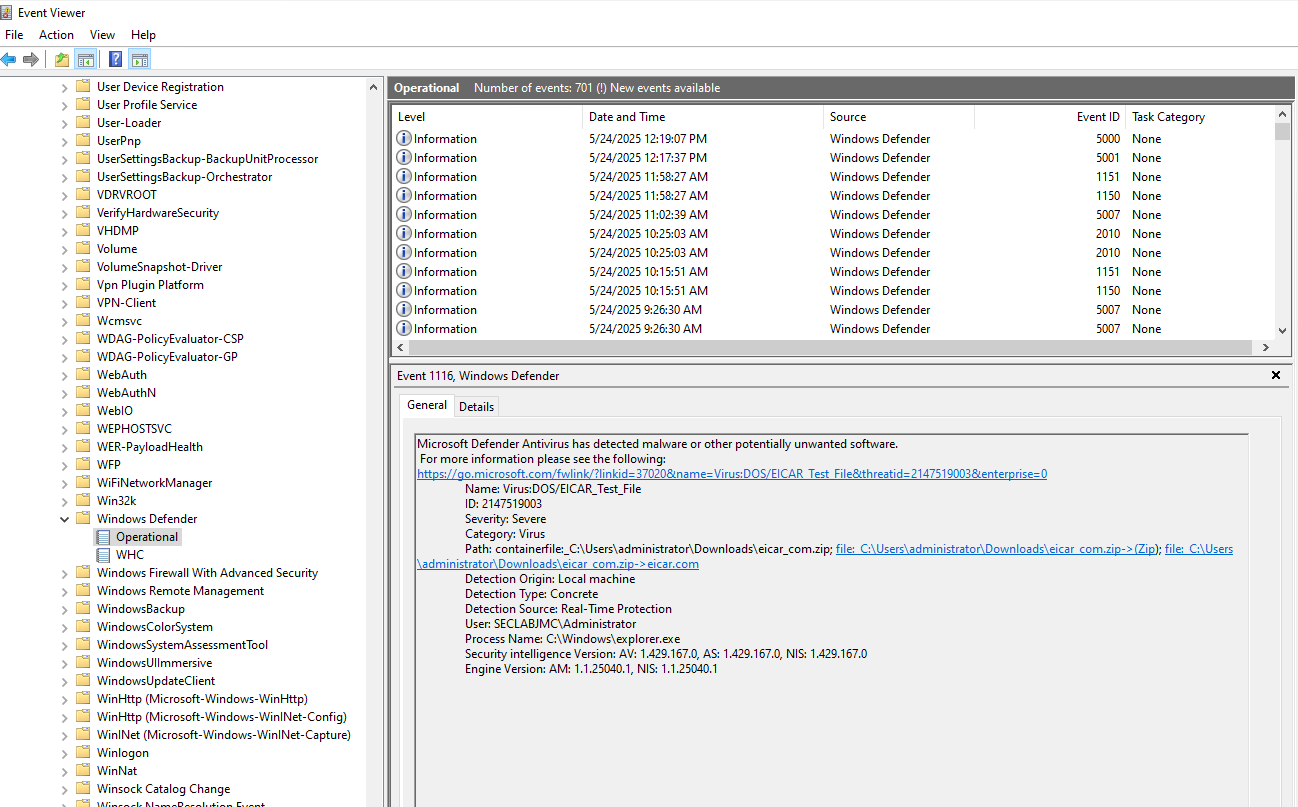 Event Viewer
File Action View Help
User Device Registration
User Profile Service
User-Loader
UserPnp
UserSettingsBackup-BackupUnitProcessor
UserSettingsBackup-Orchestrator
VDRVROOT
VerifyHardwareSecurity
VHDMP
Volume
VolumeSnapshot-Driver
Vpn Plugin Platform
VPN-Client
Wcmsvc
WDAG-PolicyEvaluator-CSP
WDAG-PolicyEvaluator-GP
WebAuth
WebAuthN
WebIO
WEPHOSTSVC
WER-PayloadHealth
WFP
WiFiNetworkManager
Win32k
Windows Defender
Operational
WHC
Windows Firewall With Advanced Security
Windows Remote Management
WindowsBackup
WindowsColorSystem
WindowsSystemAssessmentTool
WindowsUIImmersive
WindowsUpdateClient
WinHttp (Microsoft-Windows-WinHttp)
WinINet (Microsoft-Windows-WinINet-Config)
WinINet (Microsoft-Windows-WinINet-Capture)
Winlogon
WinNat
Winsock Catalog Change
Winsock NameResolution Event
Operational Number of events: 701 (!) New events available
Level Date and Time Source Event ID Task Category
Information 5/24/2025 12:19:07 PM Windows Defender 5000 None
Information 5/24/2025 12:17:37 PM Windows Defender 5001 None
Information 5/24/2025 11:58:27 AM Windows Defender 1151 None
Information 5/24/2025 11:58:27 AM Windows Defender 1150 None
Information 5/24/2025 11:02:39 AM Windows Defender 5007 None
Information 5/24/2025 10:25:03 AM Windows Defender 2010 None
Information 5/24/2025 10:25:03 AM Windows Defender 2010 None
Information 5/24/2025 10:15:51 AM Windows Defender 1151 None
Information 5/24/2025 10:15:51 AM Windows Defender 1150 None
Information 5/24/2025 9:26:30 AM Windows Defender 5007 None
Information 5/24/2025 9:26:30 AM Windows Defender 5007 None
Event 1116, Windows Defender
General Details
Microsoft Defender Antivirus has detected malware or other potentially unwanted software.
For more information please see the following:
https://go.microsoft.com/fwlink/?linkid=37020&name=Virus:DOS/EICAR_Test_File&threatid=2147519003&enterprise=0
Name: Virus:DOS/EICAR_Test_File
ID: 2147519003
Severity: Severe
Category: Virus
Path: containerfile:_C:\Users\administrator\Downloads\eicar_com.zip; file:_C:\Users\administrator\Downloads\eicar_com.zip->(Zip); file:_C:\Users
\administrator\Downloads\eicar_com.zip->eicar.com
Detection Origin: Local machine
Detection Type: Concrete
Detection Source: Real-Time Protection
User: SECLABJMC\Administrator
Process Name: C:\Windows\explorer.exe
Security intelligence Version: AV: 1.429.167.0, AS: 1.429.167.0, NIS: 1.429.167.0
Engine Version: AM: 1.1.25040.1, NIS: 1.1.25040.1